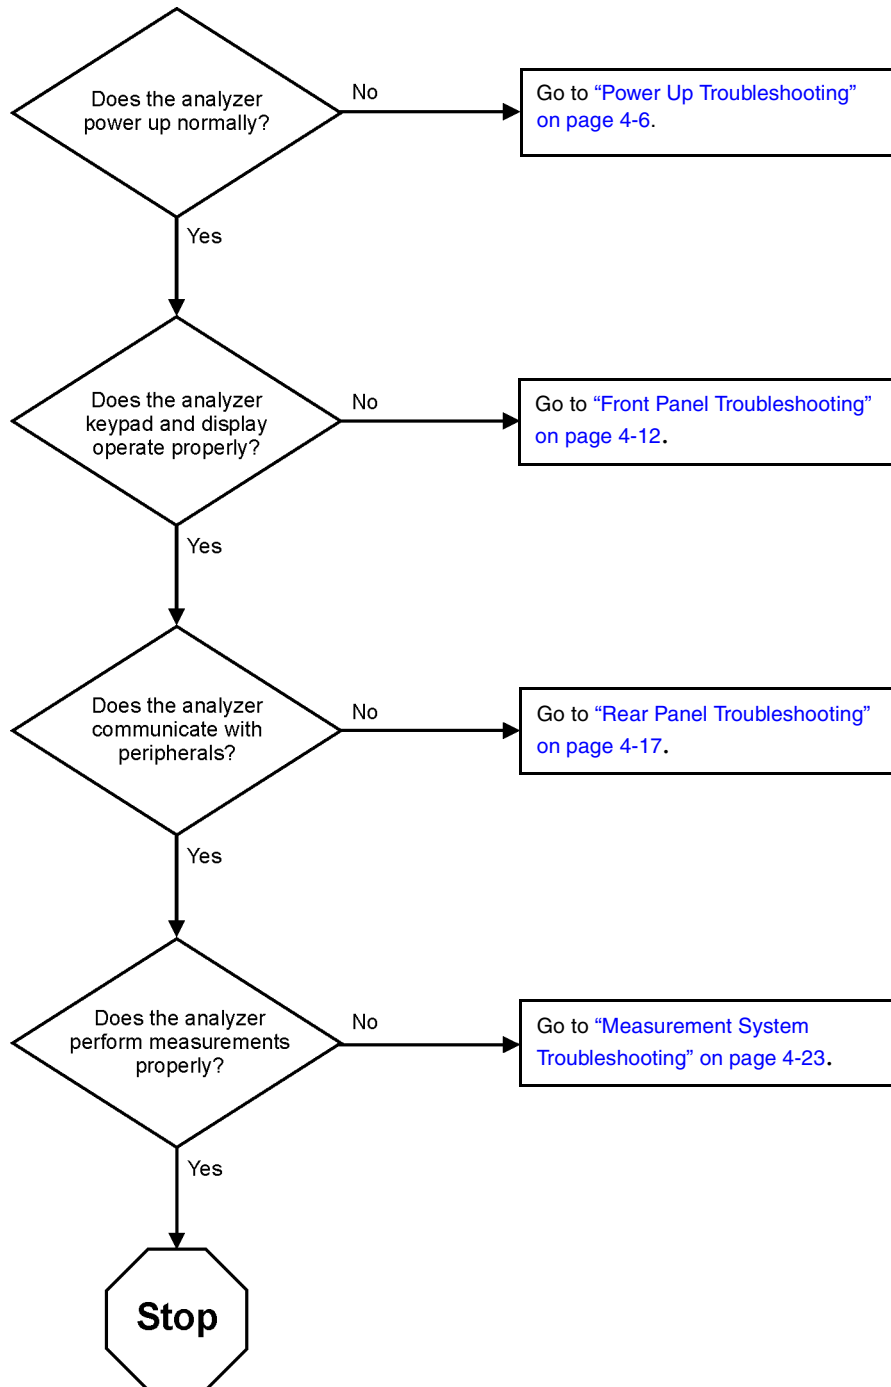 Does the analyzer
power up normally?
No
Go to “Power Up Troubleshooting”
on page 4-6.
Yes
Does the analyzer
keypad and display
operate properly?
No
Go to “Front Panel Troubleshooting”
on page 4-12.
Yes
Does the analyzer
communicate with
peripherals?
No
Go to “Rear Panel Troubleshooting”
on page 4-17.
Yes
Does the analyzer
perform measurements
properly?
No
Go to “Measurement System
Troubleshooting” on page 4-23.
Yes
Stop